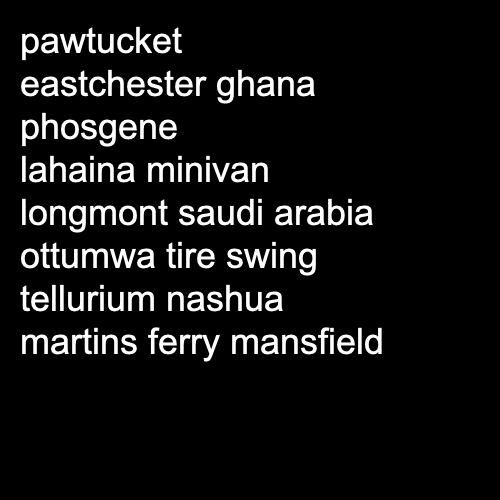 pawtucket
eastchester ghana
phosgene
lahaina minivan
longmont saudi arabia
ottumwa tire swing
tellurium nashua
martins ferry mansfield